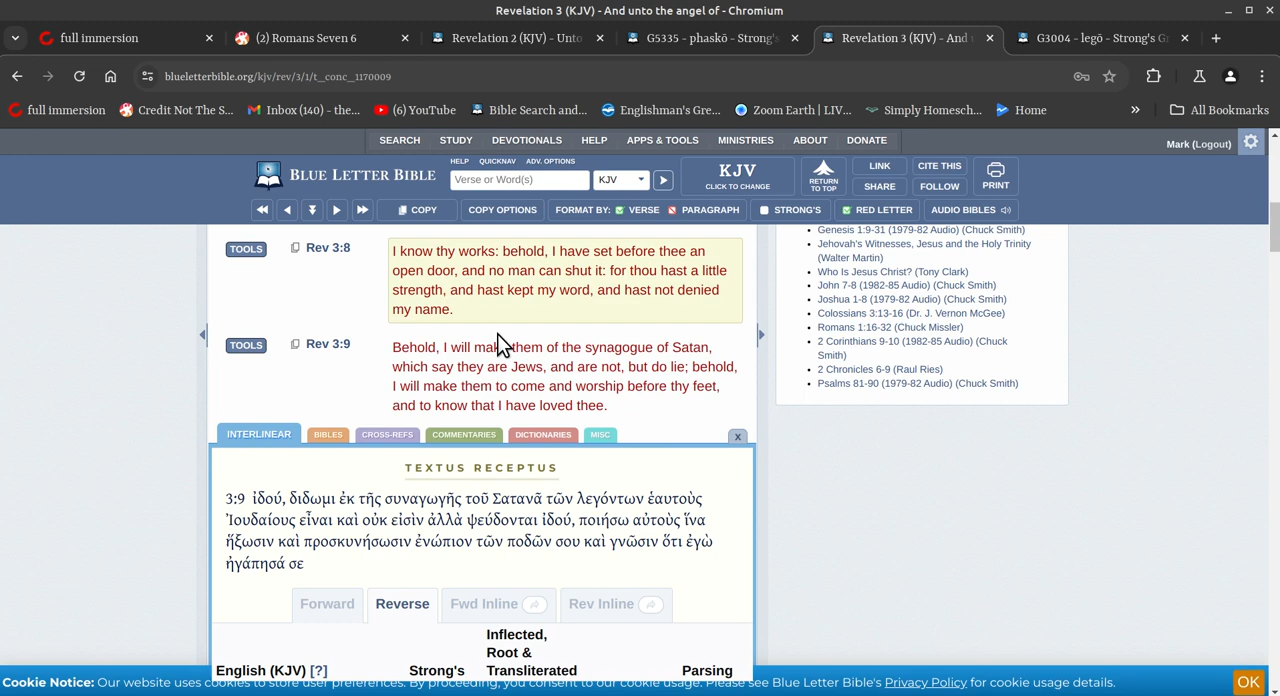 Revelation 3 (KJV) - And unto the angel of - Chromium
full immersion
(2) Romans Seven 6
Revelation 2 (KJV) - Unto
G5335 - phaskō - Strong's
Revelation 3 (KJV) - And
G3004 - legō - Strong's G
blueletterbible.org/kjv/rev/3/1/t_conc_1170009
full immersion
Credit Not The S...
Inbox (140) - the...
(6) YouTube
Bible Search and...
Englishman's Gre...
Zoom Earth | LIV...
Simply Homesch...
Home
»
All Bookmarks
SEARCH STUDY DEVOTIONALS HELP APPS & TOOLS MINISTRIES ABOUT DONATE
Mark (Logout)
BLUE LETTER BIBLE
HELP QUICKNAV ADV. OPTIONS
Verse or Word(s)
KJV
KJV
CLICK TO CHANGE
RETURN
TO TOP
LINK
CITE THIS
SHARE
FOLLOW
PRINT
COPY
COPY OPTIONS
FORMAT BY: VERSE PARAGRAPH
STRONG'S
RED LETTER
AUDIO BIBLES
TOOLS
Rev 3:8
I know thy works: behold, I have set before thee an
open door, and no man can shut it: for thou hast a little
strength, and hast kept my word, and hast not denied
my name.
TOOLS
Rev 3:9
Behold, I will make them of the synagogue of Satan,
which say they are Jews, and are not, but do lie; behold,
I will make them to come and worship before thy feet,
and to know that I have loved thee.
INTERLINEAR
BIBLES
CROSS-REFS
COMMENTARIES
DICTIONARIES
MISC
X
TEXTUS RECEPTUS
3:9 ἰδού, διδωμι ἐκ τῆς συναγωγῆς τοῦ Σατανᾶ τῶν λεγόντων ἑαυτοὺς
Ἰουδαίους εἶναι καὶ οὐκ εἰσὶν ἀλλὰ ψεύδονται ἰδού, ποιήσω αὐτοὺς ἵνα
ἥξωσιν καὶ προσκυνήσωσιν ἐνώπιον τῶν ποδῶν σου καὶ γνῶσιν ὅτι ἐγὼ
ἠγάπησά σε
Forward
Reverse
Fwd Inline
Rev Inline
English (KJV) [?]
Strong's
Inflected,
Root &
Transliterated
Parsing
Genesis 1:9-31 (1979-82 Audio) (Chuck Smith)
Jehovah's Witnesses, Jesus and the Holy Trinity
(Walter Martin)
Who Is Jesus Christ? (Tony Clark)
John 7-8 (1982-85 Audio) (Chuck Smith)
Joshua 1-8 (1979-82 Audio) (Chuck Smith)
Colossians 3:13-16 (Dr. J. Vernon McGee)
Romans 1:16-32 (Chuck Missler)
2 Corinthians 9-10 (1982-85 Audio) (Chuck
Smith)
2 Chronicles 6-9 (Raul Ries)
Psalms 81-90 (1979-82 Audio) (Chuck Smith)
Cookie Notice: Our website uses cookies to store user preferences. By proceeding, you consent to our cookie usage. Please see Blue Letter Bible's Privacy Policy for cookie usage details.
OK